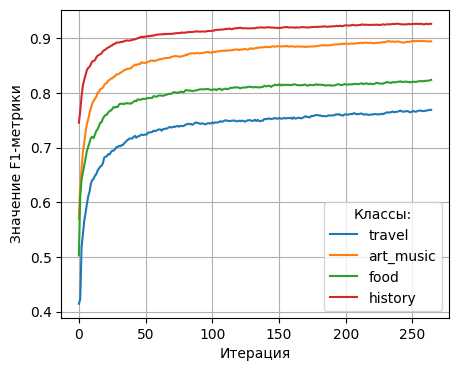 Значение F1-метрики
0.9
0.8
0.7
0.6
0.5
0.4
0 50 100 150 200 250
Итерация
Классы:
travel
art_music
food
history